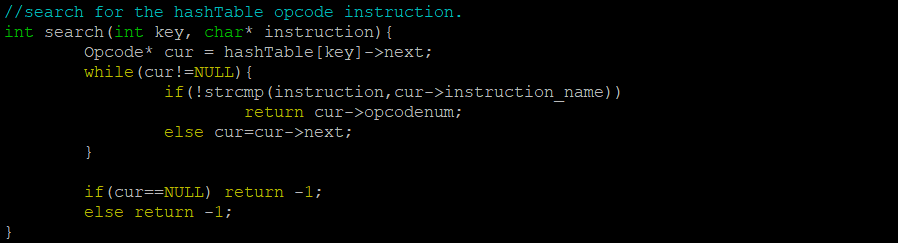 //search for the hashTable opcode instruction.
int search(int key, char* instruction){
        Opcode* cur = hashTable[key]->next;
        while(cur!=NULL){
                if(!strcmp(instruction,cur->instruction_name))
                        return cur->opcodenum;
                else cur=cur->next;
        }

        if(cur==NULL) return -1;
        else return -1;
}